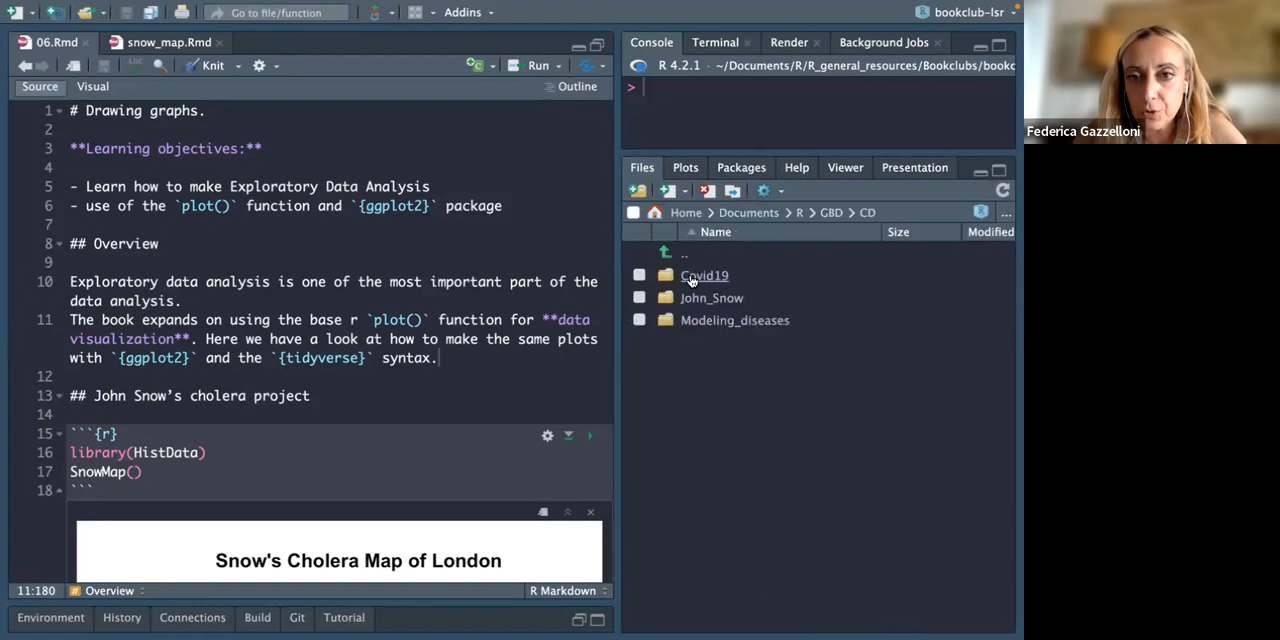 Go to file/function
Addins
bookclub-lsr
06.Rmd
snow_map.Rmd
ABC
Knit
Run
Source
Visual
Outline
1 # Drawing graphs.
2
3 **Learning objectives:**
4
5 - Learn how to make Exploratory Data Analysis
6 - use of the `plot()` function and `{ggplot2}` package
7
8 ## Overview
9
10 Exploratory data analysis is one of the most important part of the
data analysis.
11 The book expands on using the base r `plot()` function for **data
visualization**. Here we have a look at how to make the same plots
with `{ggplot2}` and the `{tidyverse}` syntax.
12
13 ## John Snow’s cholera project
14
15 ```{r}
16 library(HistData)
17 SnowMap()
18 ```
Snow's Cholera Map of London
11:180
# Overview
R Markdown
Environment
History
Connections
Build
Git
Tutorial
Console
Terminal
Render
Background Jobs
R 4.2.1 · ~/Documents/R/R_general_resources/Bookclubs/bookc
>
Files
Plots
Packages
Help
Viewer
Presentation
Home > Documents > R > GBD > CD
...
Name
Size
Modified
..
Covid19
John_Snow
Modeling_diseases
Federica Gazzelloni